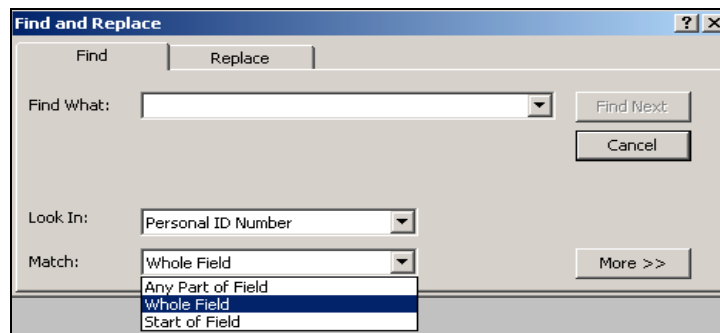 Find and Replace
Find
Replace
Find What:
Find Next
Cancel
Look In:
Personal ID Number
Match:
Whole Field
More >>
Any Part of Field
Whole Field
Start of Field